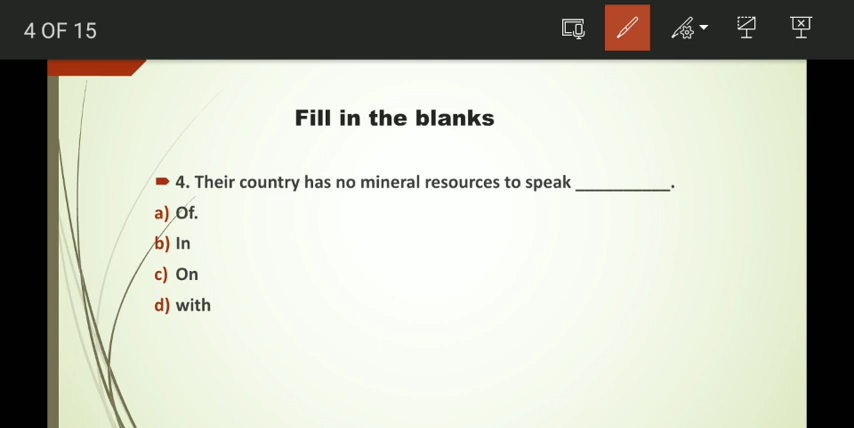 4 OF 15
Fill in the blanks
4. Their country has no mineral resources to speak __________.
a) Of.
b) In
c) On
d) with